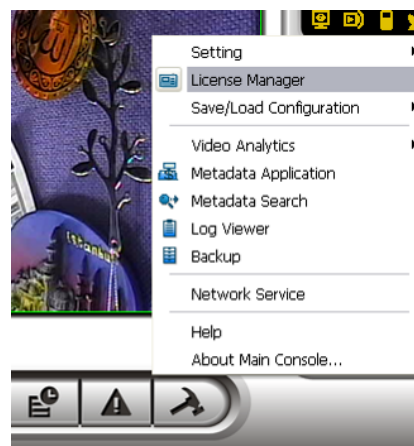 Setting
License Manager
Save/Load Configuration
Video Analytics
Metadata Application
Metadata Search
Log Viewer
Backup
Network Service
Help
About Main Console...
Istanbul